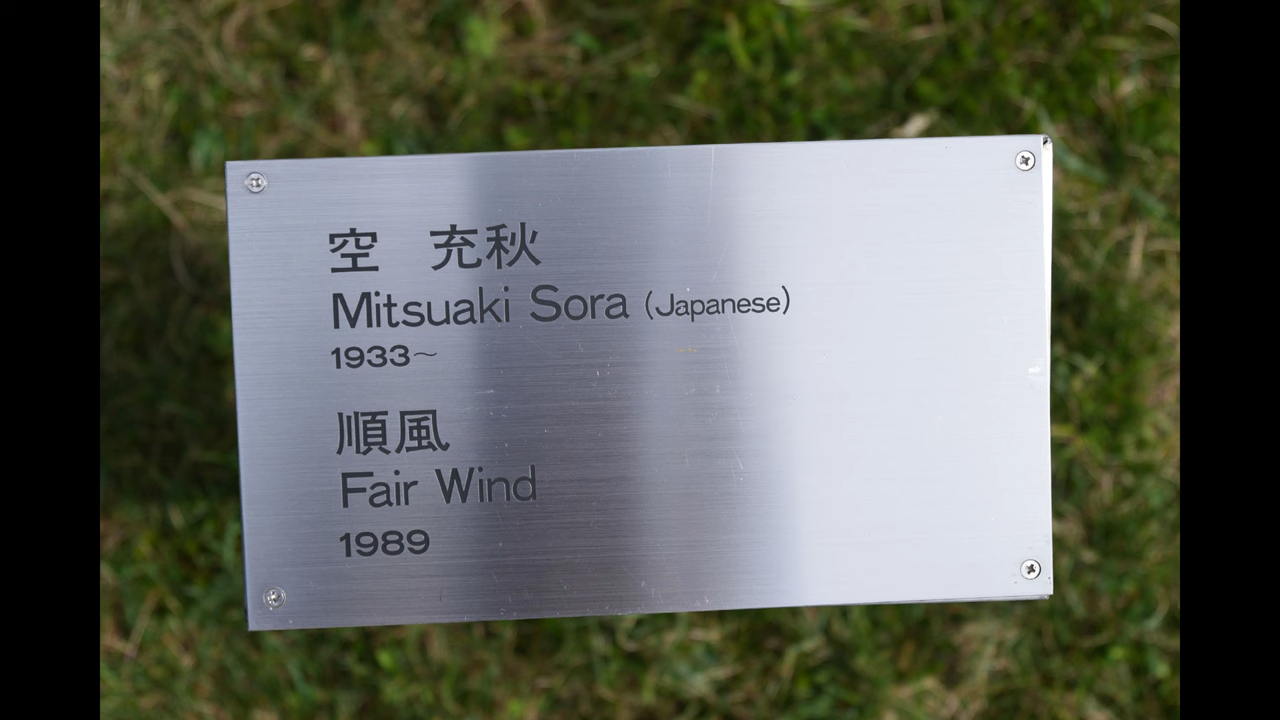 空　充秋
Mitsuaki Sora (Japanese)
1933〜
順風
Fair Wind
1989